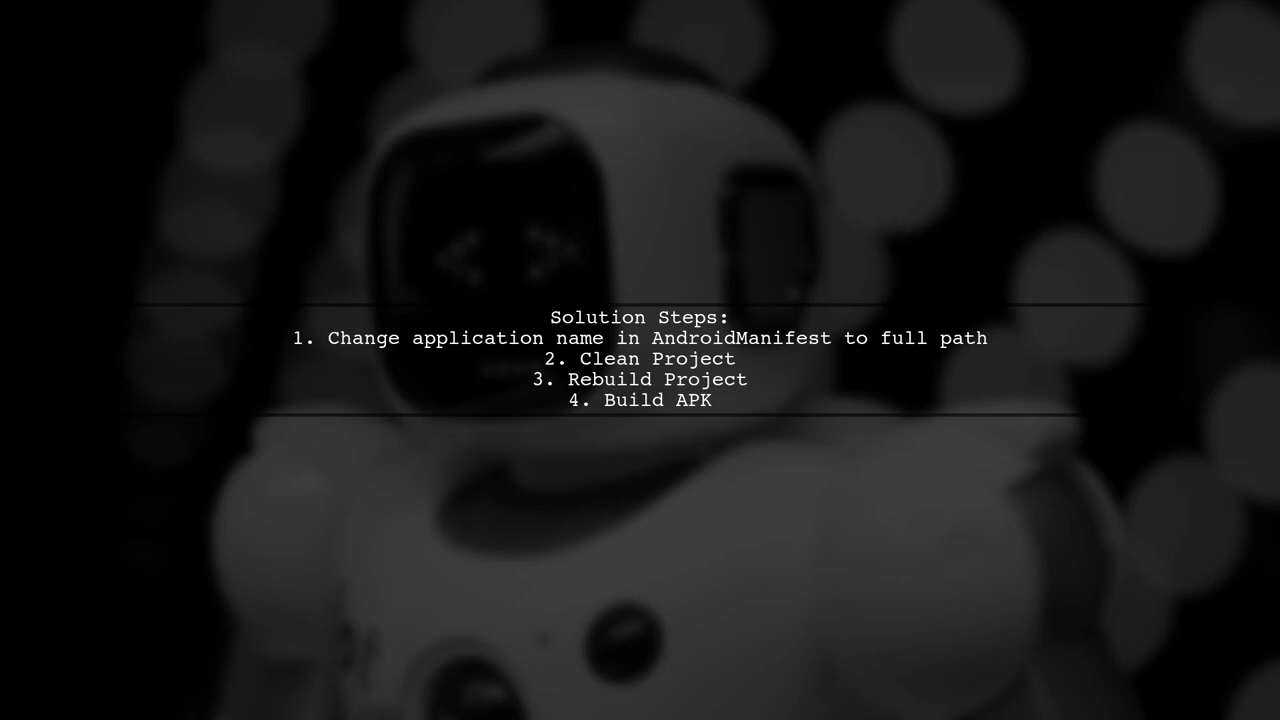 Solution Steps:
1. Change application name in AndroidManifest to full path
2. Clean Project
3. Rebuild Project
4. Build APK